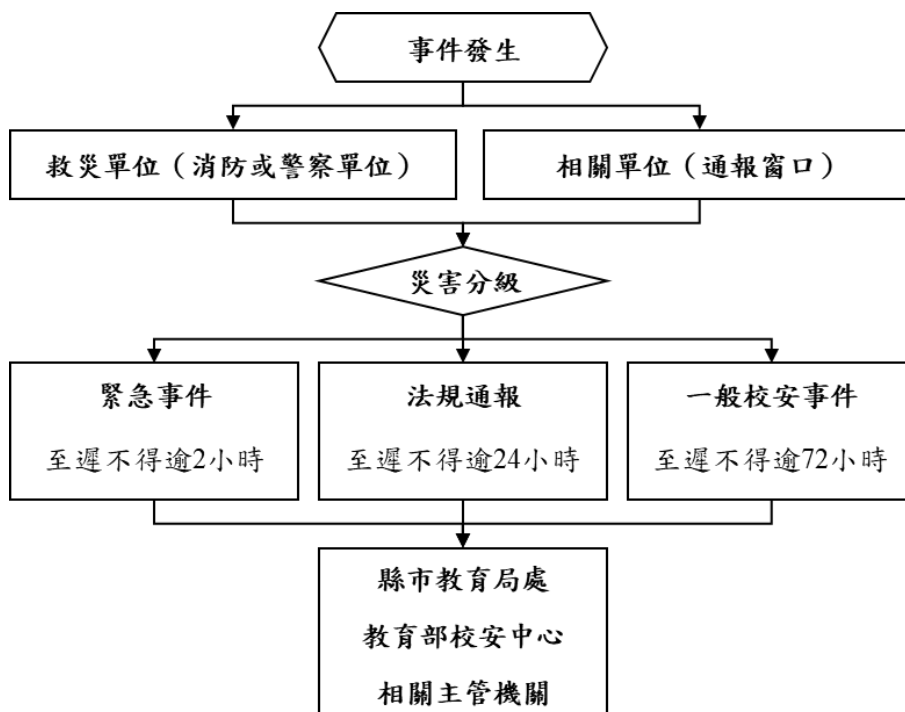 事件發生
救災單位（消防或警察單位）
相關單位（通報窗口）
災害分級
緊急事件
至遲不得逾2小時
法規通報
至遲不得逾24小時
一般校安事件
至遲不得逾72小時
縣市教育局處
教育部校安中心
相關主管機關